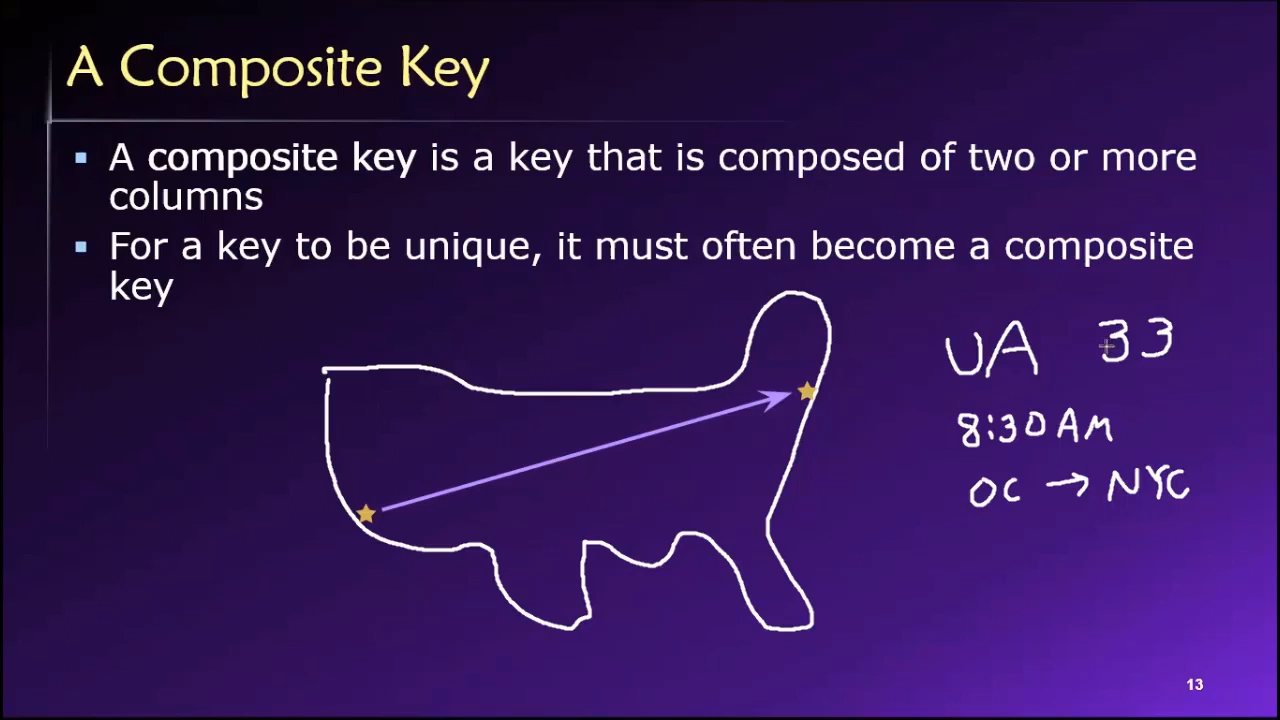 A Composite Key
▪ A composite key is a key that is composed of two or more
columns
▪ For a key to be unique, it must often become a composite
key
UA 33
8:30 AM
OC → NYC
13